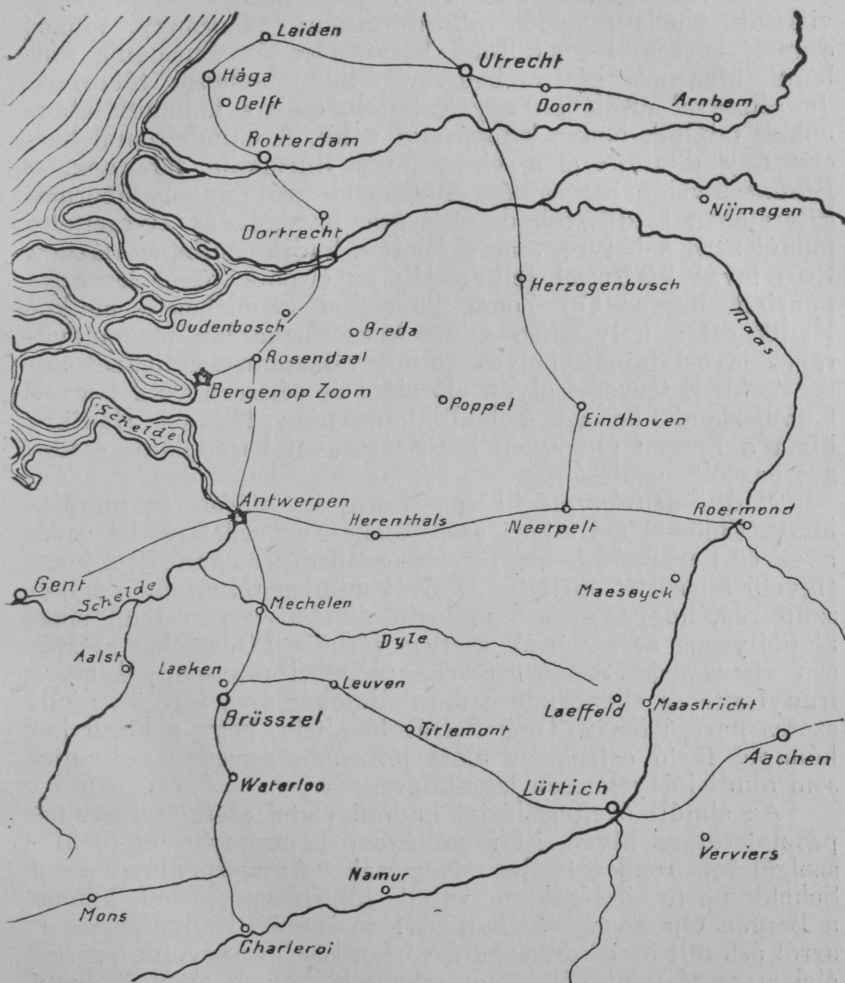 Leiden
Utrecht
Håga
Delft
Doorn
Arnhem
Rotterdam
Nijmegen
Dortrecht
Herzogenbusch
Maas
Oudenbosch
Breda
Rosendaal
Bergen op Zoom
Poppel
Eindhoven
Schelde
Antwerpen
Herenthals
Neerpelt
Roermond
Gent
Schelde
Maeseyck
Mechelen
Dyle
Aalst
Laeken
Leuven
Laeffeld
Maastricht
Brüsszel
Tirlemont
Aachen
Waterloo
Lüttich
Verviers
Namur
Mons
Charleroi